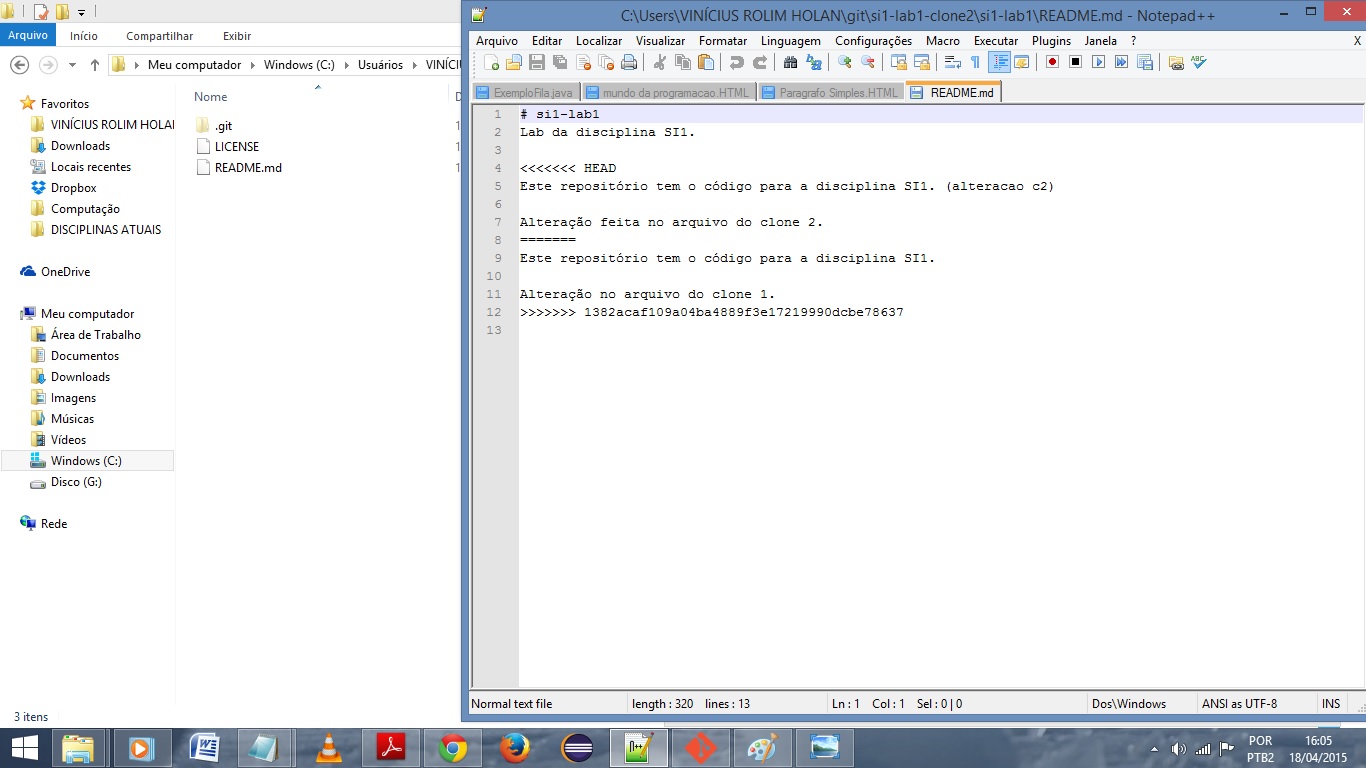 Arquivo
Início
Compartilhar
Exibir
Meu computador
Windows (C:)
Usuários
Favoritos
VINÍCIUS ROLIM
Downloads
Locais recentes
Dropbox
Computação
DISCIPLINAS ATUAIS
OneDrive
Meu computador
Área de Trabalho
Documentos
Downloads
Imagens
Músicas
Vídeos
Windows (C:)
Disco (G:)
Rede
Nome
.git
LICENSE
README.md
3 itens
C:\Users\VINÍCIUS ROLIM HOLAN\git\si1-lab1-clone2\si1-lab1\README.md - Notepad++
Arquivo Editar Localizar Visualizar Formatar Linguagem Configurações Macro Executar Plugins Janela ? X
ExemploFila.java mundo da programacao.HTML Paragrafo Simples.HTML README.md
1 # si1-lab1
2 Lab da disciplina SI1.
3
4 <<<<<<< HEAD
5 Este repositório tem o código para a disciplina SI1. (alteracao c2)
6
7 Alteração feita no arquivo do clone 2.
8 =======
9 Este repositório tem o código para a disciplina SI1.
10
11 Alteração no arquivo do clone 1.
12 >>>>>>> 1382acaf109a04ba4889f3e17219990dcbe78637
13
Normal text file length : 320 lines : 13 Ln : 1 Col : 1 Sel : 0 | 0 Dos\Windows ANSI as UTF-8 INS
POR 16:05
PTB2 18/04/2015